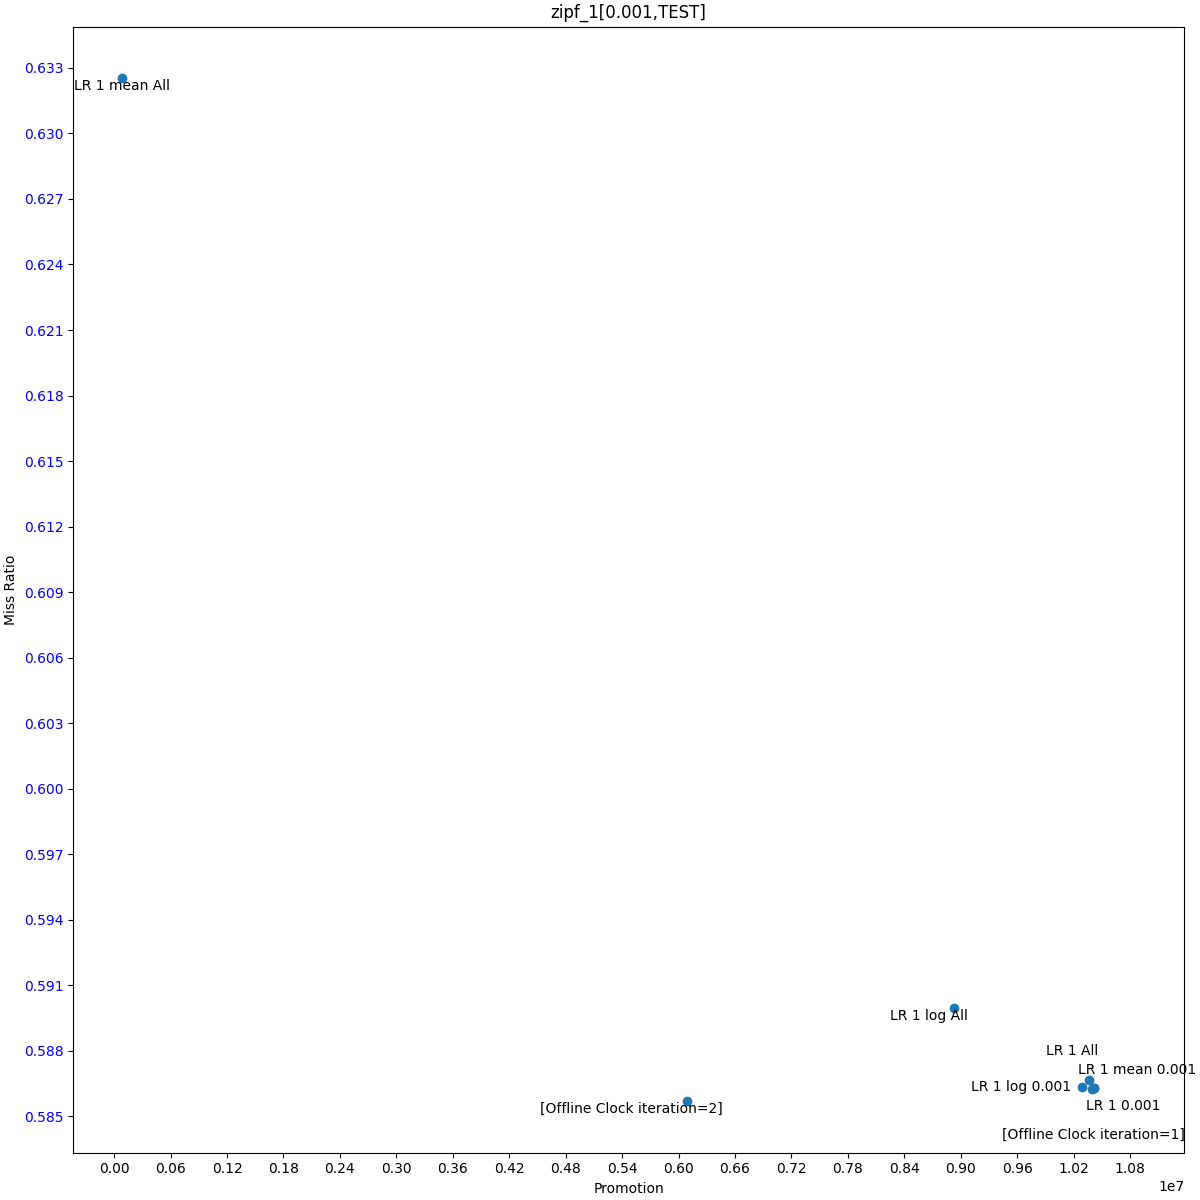 zipf_1[0.001,TEST]
0.633
LR 1 mean All
0.630
0.627
0.624
0.621
0.618
0.615
0.612
0.609
Miss Ratio
0.606
0.603
0.600
0.597
0.594
0.591
LR 1 log All
0.588
LR 1 All
LR 1 mean 0.001
LR 1 log 0.001
[Offline Clock iteration=2]
LR 1 0.001
0.585
[Offline Clock iteration=1]
0.00 0.06 0.12 0.18 0.24 0.30 0.36 0.42 0.48 0.54 0.60 0.66 0.72 0.78 0.84 0.90 0.96 1.02 1.08
1e7
Promotion